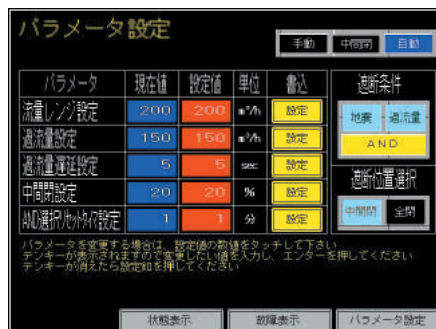 パラメータ設定
手動 中間閉 自動
パラメータ 現在値 設定値 単位 書込 遮断条件
流量レンジ設定 200 200 m³/h 設定
地震 過流量
過流量設定 150 150 m³/h 設定
AND
過流量遅延設定 5 5 sec 設定
遮断位置選択
中間閉設定 20 20 % 設定
中間閉 全閉
AND選択リセットタイマ設定 1 1 分 設定
パラメータを変更する場合は、設定値の数値をタッチして下さい
テンキーが表示されますので変更したい値を入力し、エンターを押してください
テンキーが消えたら設定釦を押してください
状態表示 故障表示 パラメータ設定